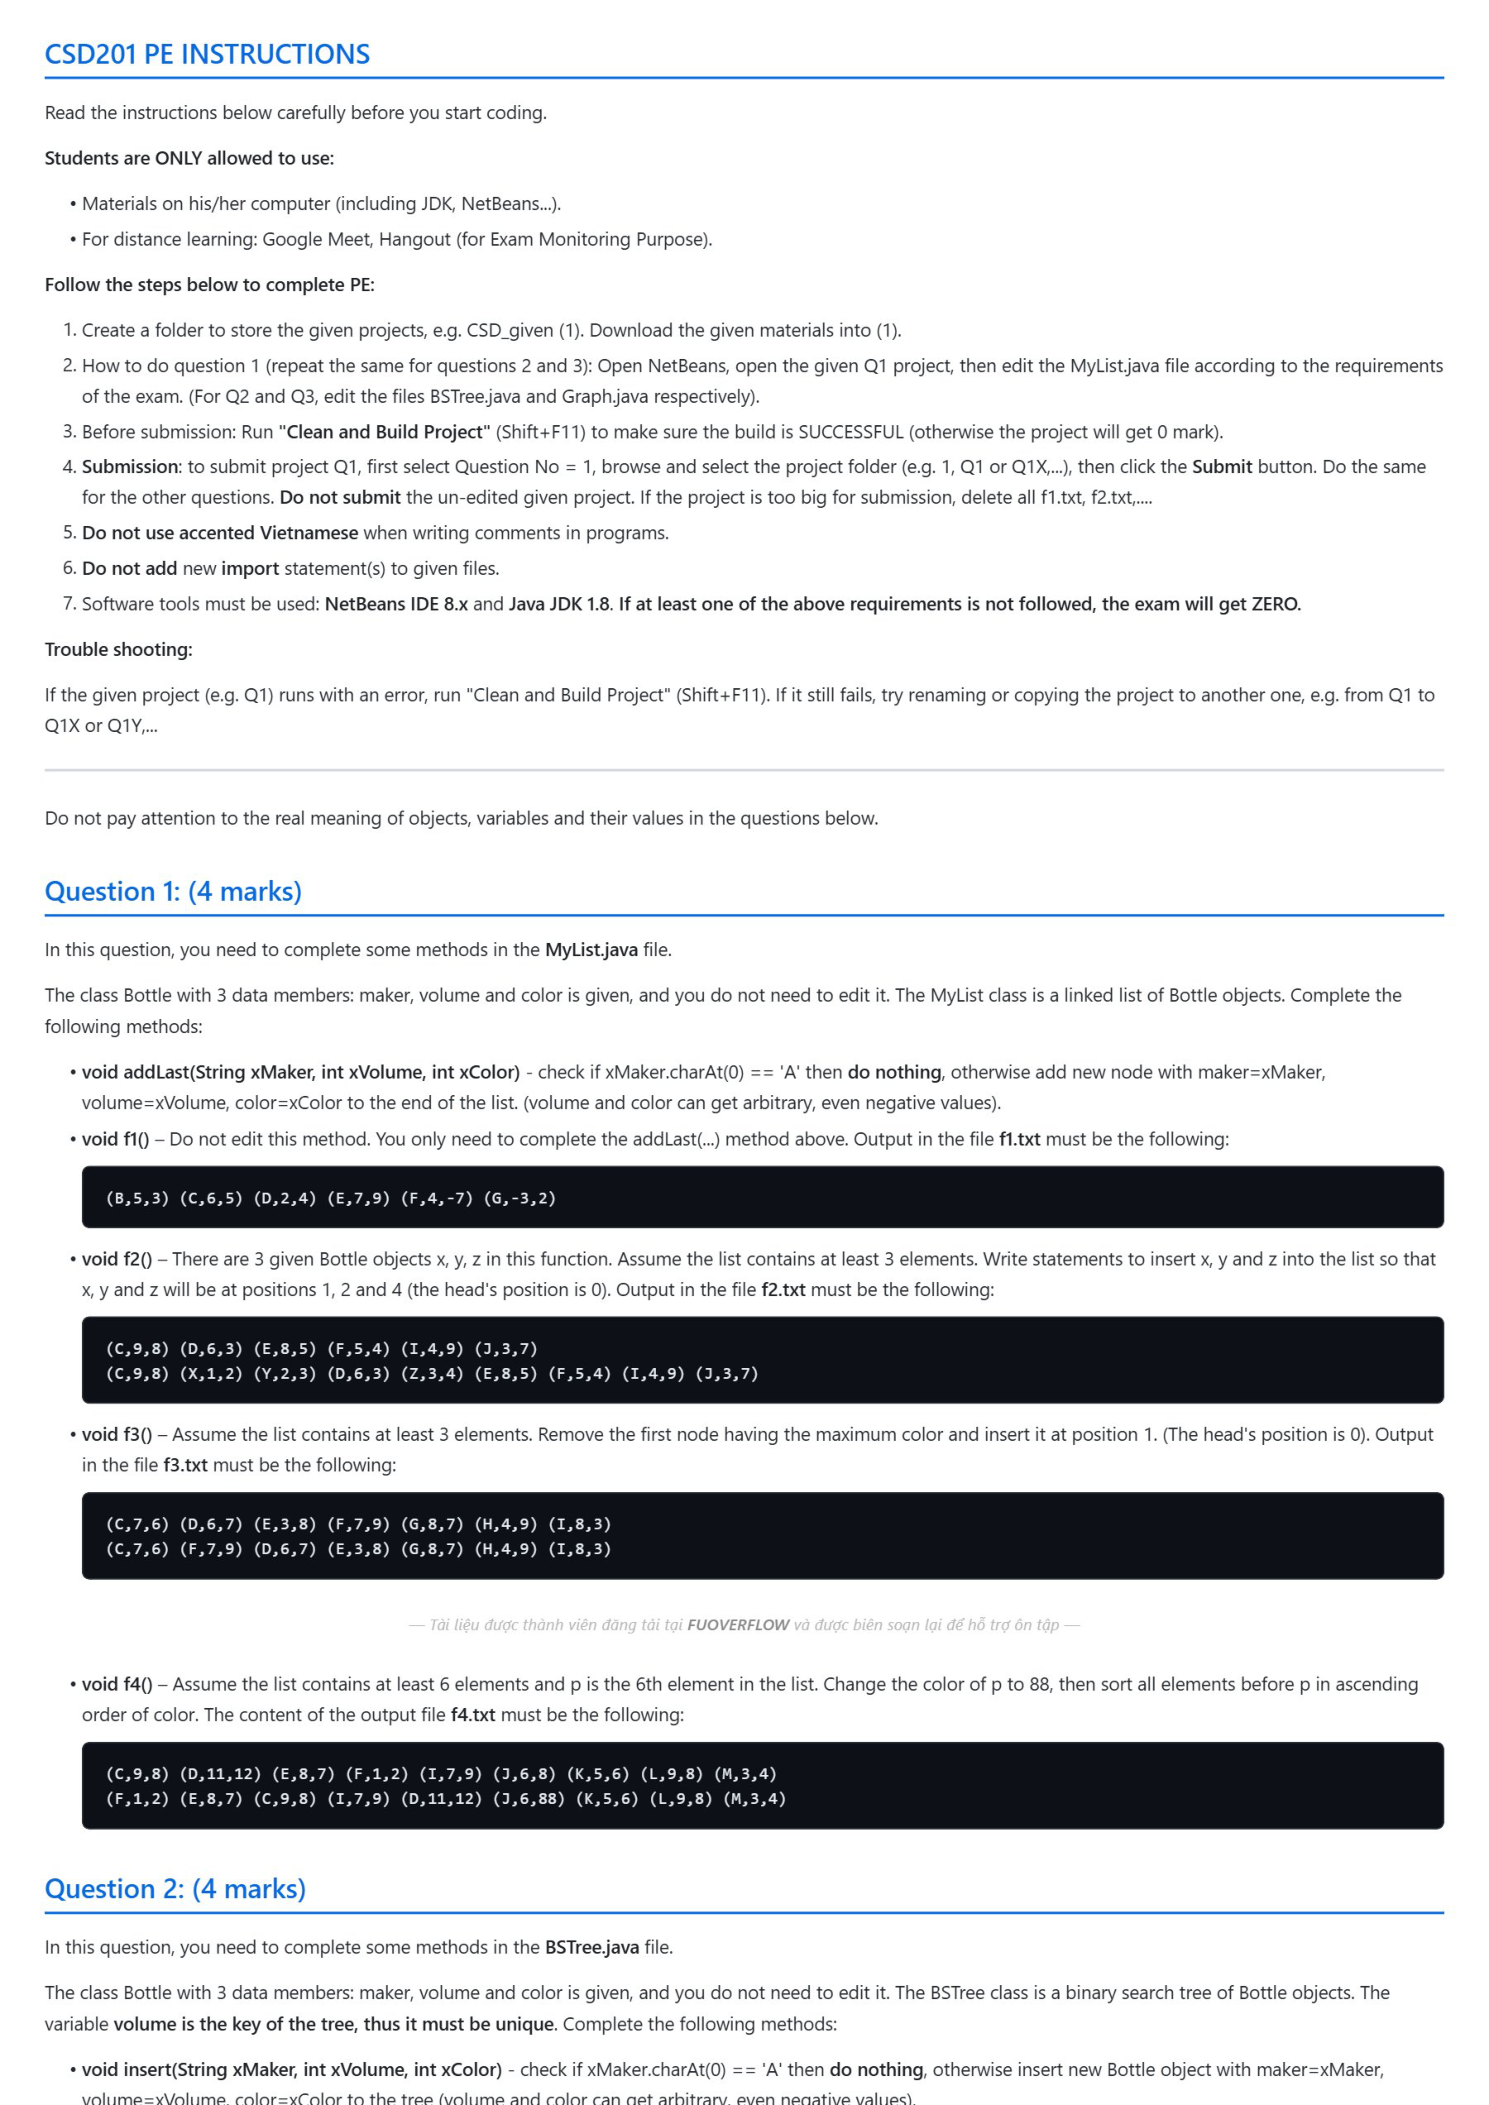 CSD201 PE INSTRUCTIONS
Read the instructions below carefully before you start coding.
Students are ONLY allowed to use:
• Materials on his/her computer (including JDK, NetBeans...).
• For distance learning: Google Meet, Hangout (for Exam Monitoring Purpose).
Follow the steps below to complete PE:
1. Create a folder to store the given projects, e.g. CSD_given (1). Download the given materials into (1).
2. How to do question 1 (repeat the same for questions 2 and 3): Open NetBeans, open the given Q1 project, then edit the MyList.java file according to the requirements
of the exam. (For Q2 and Q3, edit the files BSTree.java and Graph.java respectively).
3. Before submission: Run "Clean and Build Project" (Shift+F11) to make sure the build is SUCCESSFUL (otherwise the project will get 0 mark).
4. Submission: to submit project Q1, first select Question No = 1, browse and select the project folder (e.g. 1, Q1 or Q1X,...), then click the Submit button. Do the same
for the other questions. Do not submit the un-edited given project. If the project is too big for submission, delete all f1.txt, f2.txt,....
5. Do not use accented Vietnamese when writing comments in programs.
6. Do not add new import statement(s) to given files.
7. Software tools must be used: NetBeans IDE 8.x and Java JDK 1.8. If at least one of the above requirements is not followed, the exam will get ZERO.
Trouble shooting:
If the given project (e.g. Q1) runs with an error, run "Clean and Build Project" (Shift+F11). If it still fails, try renaming or copying the project to another one, e.g. from Q1 to
Q1X or Q1Y,...
Do not pay attention to the real meaning of objects, variables and their values in the questions below.
Question 1: (4 marks)
In this question, you need to complete some methods in the MyList.java file.
The class Bottle with 3 data members: maker, volume and color is given, and you do not need to edit it. The MyList class is a linked list of Bottle objects. Complete the
following methods:
• void addLast(String xMaker, int xVolume, int xColor) - check if xMaker.charAt(0) == 'A' then do nothing, otherwise add new node with maker=xMaker,
volume=xVolume, color=xColor to the end of the list. (volume and color can get arbitrary, even negative values).
• void f1() – Do not edit this method. You only need to complete the addLast(...) method above. Output in the file f1.txt must be the following:
(B,5,3) (C,6,5) (D,2,4) (E,7,9) (F,4,-7) (G,-3,2)
• void f2() – There are 3 given Bottle objects x, y, z in this function. Assume the list contains at least 3 elements. Write statements to insert x, y and z into the list so that
x, y and z will be at positions 1, 2 and 4 (the head's position is 0). Output in the file f2.txt must be the following:
(C,9,8) (D,6,3) (E,8,5) (F,5,4) (I,4,9) (J,3,7)
(C,9,8) (X,1,2) (Y,2,3) (D,6,3) (Z,3,4) (E,8,5) (F,5,4) (I,4,9) (J,3,7)
• void f3() – Assume the list contains at least 3 elements. Remove the first node having the maximum color and insert it at position 1. (The head's position is 0). Output
in the file f3.txt must be the following:
(C,7,6) (D,6,7) (E,3,8) (F,7,9) (G,8,7) (H,4,9) (I,8,3)
(C,7,6) (F,7,9) (D,6,7) (E,3,8) (G,8,7) (H,4,9) (I,8,3)
— Tài liệu được thành viên đăng tải tại FUOVERFLOW và được biên soạn lại để hỗ trợ ôn tập —
• void f4() – Assume the list contains at least 6 elements and p is the 6th element in the list. Change the color of p to 88, then sort all elements before p in ascending
order of color. The content of the output file f4.txt must be the following:
(C,9,8) (D,11,12) (E,8,7) (F,1,2) (I,7,9) (J,6,8) (K,5,6) (L,9,8) (M,3,4)
(F,1,2) (E,8,7) (C,9,8) (I,7,9) (D,11,12) (J,6,88) (K,5,6) (L,9,8) (M,3,4)
Question 2: (4 marks)
In this question, you need to complete some methods in the BSTree.java file.
The class Bottle with 3 data members: maker, volume and color is given, and you do not need to edit it. The BSTree class is a binary search tree of Bottle objects. The
variable volume is the key of the tree, thus it must be unique. Complete the following methods:
• void insert(String xMaker, int xVolume, int xColor) - check if xMaker.charAt(0) == 'A' then do nothing, otherwise insert new Bottle object with maker=xMaker,
volume=xVolume, color=xColor to the tree (volume and color can get arbitrary, even negative values).